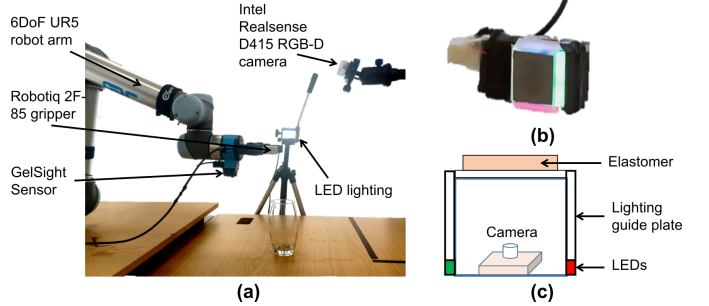 6DoF UR5
robot arm
Robotiq 2F-
85 gripper
GelSight
Sensor
Intel
Realsense
D415 RGB-D
camera
LED lighting
(a)
(b)
Elastomer
Lighting
guide plate
Camera
LEDs
(c)